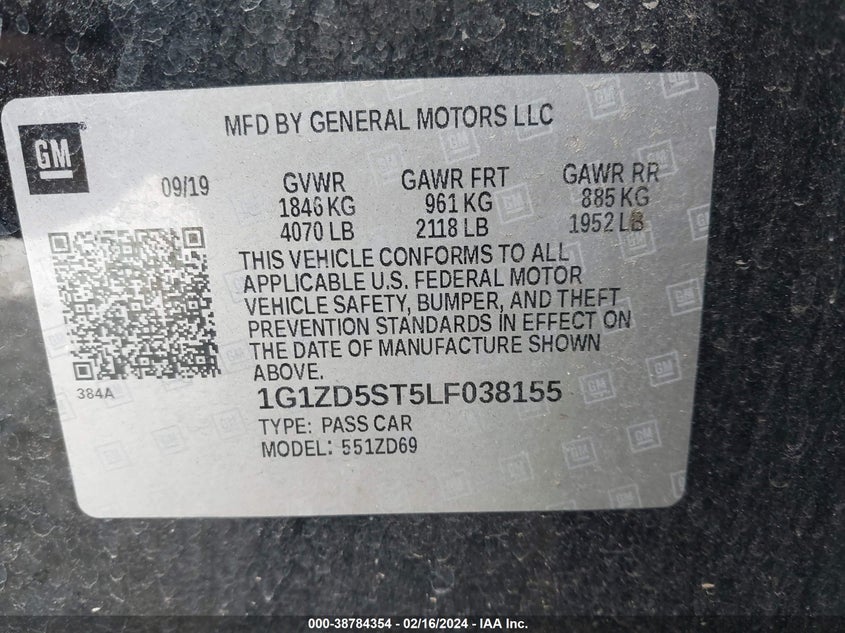 MFD BY GENERAL MOTORS LLC
GM
09/19 GVWR GAWR FRT GAWR RR
1846 KG 961 KG 885 KG
4070 LB 2118 LB 1952 LB
THIS VEHICLE CONFORMS TO ALL
APPLICABLE U.S. FEDERAL MOTOR
VEHICLE SAFETY, BUMPER, AND THEFT
PREVENTION STANDARDS IN EFFECT ON
THE DATE OF MANUFACTURE SHOWN
ABOVE.
384A
1G1ZD5ST5LF038155
TYPE: PASS CAR
MODEL: 551ZD69
000-38784354 - 02/16/2024 - IAA Inc.